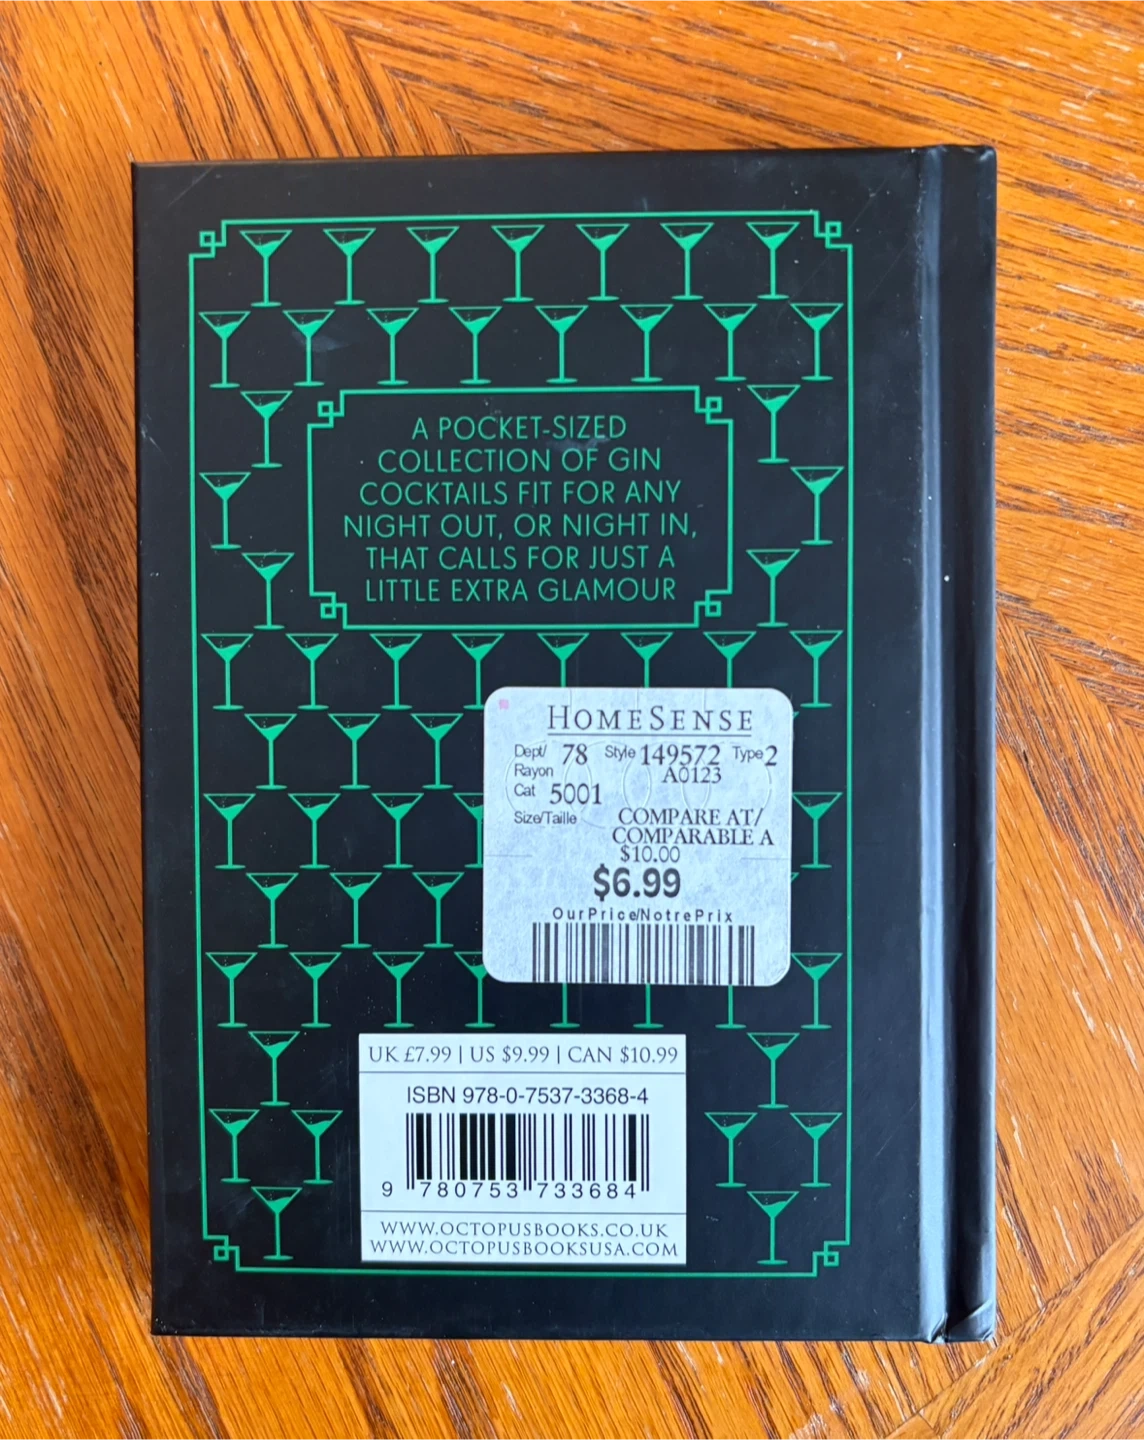 A POCKET-SIZED
COLLECTION OF GIN
COCKTAILS FIT FOR ANY
NIGHT OUT, OR NIGHT IN,
THAT CALLS FOR JUST A
LITTLE EXTRA GLAMOUR
HOMESENSE
Dept/ 78 Style 149572 Type 2
Rayon A0123
Cat 5001
Size/Taille COMPARE AT/
COMPARABLE A
$10.00
$6.99
OurPrice/NotrePrix
UK £7.99 | US $9.99 | CAN $10.99
ISBN 978-0-7537-3368-4
9 780753 733684
WWW.OCTOPUSBOOKS.CO.UK
WWW.OCTOPUSBOOKSUSA.COM